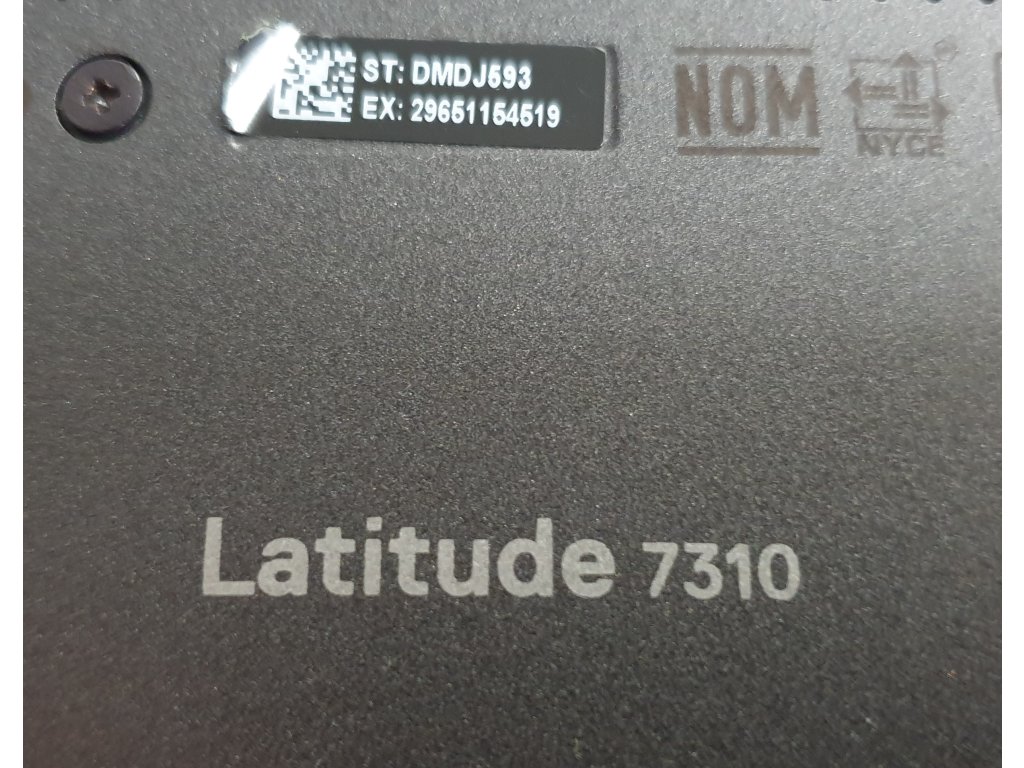 ST: DMDJ593
EX: 29651154519
NOM
NYCE
Latitude 7310